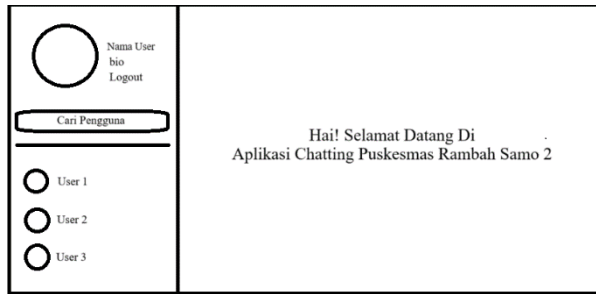 Nama User
bio
Logout
Cari Pengguna
User 1
User 2
User 3
Hai! Selamat Datang Di
Aplikasi Chatting Puskesmas Rambah Samo 2